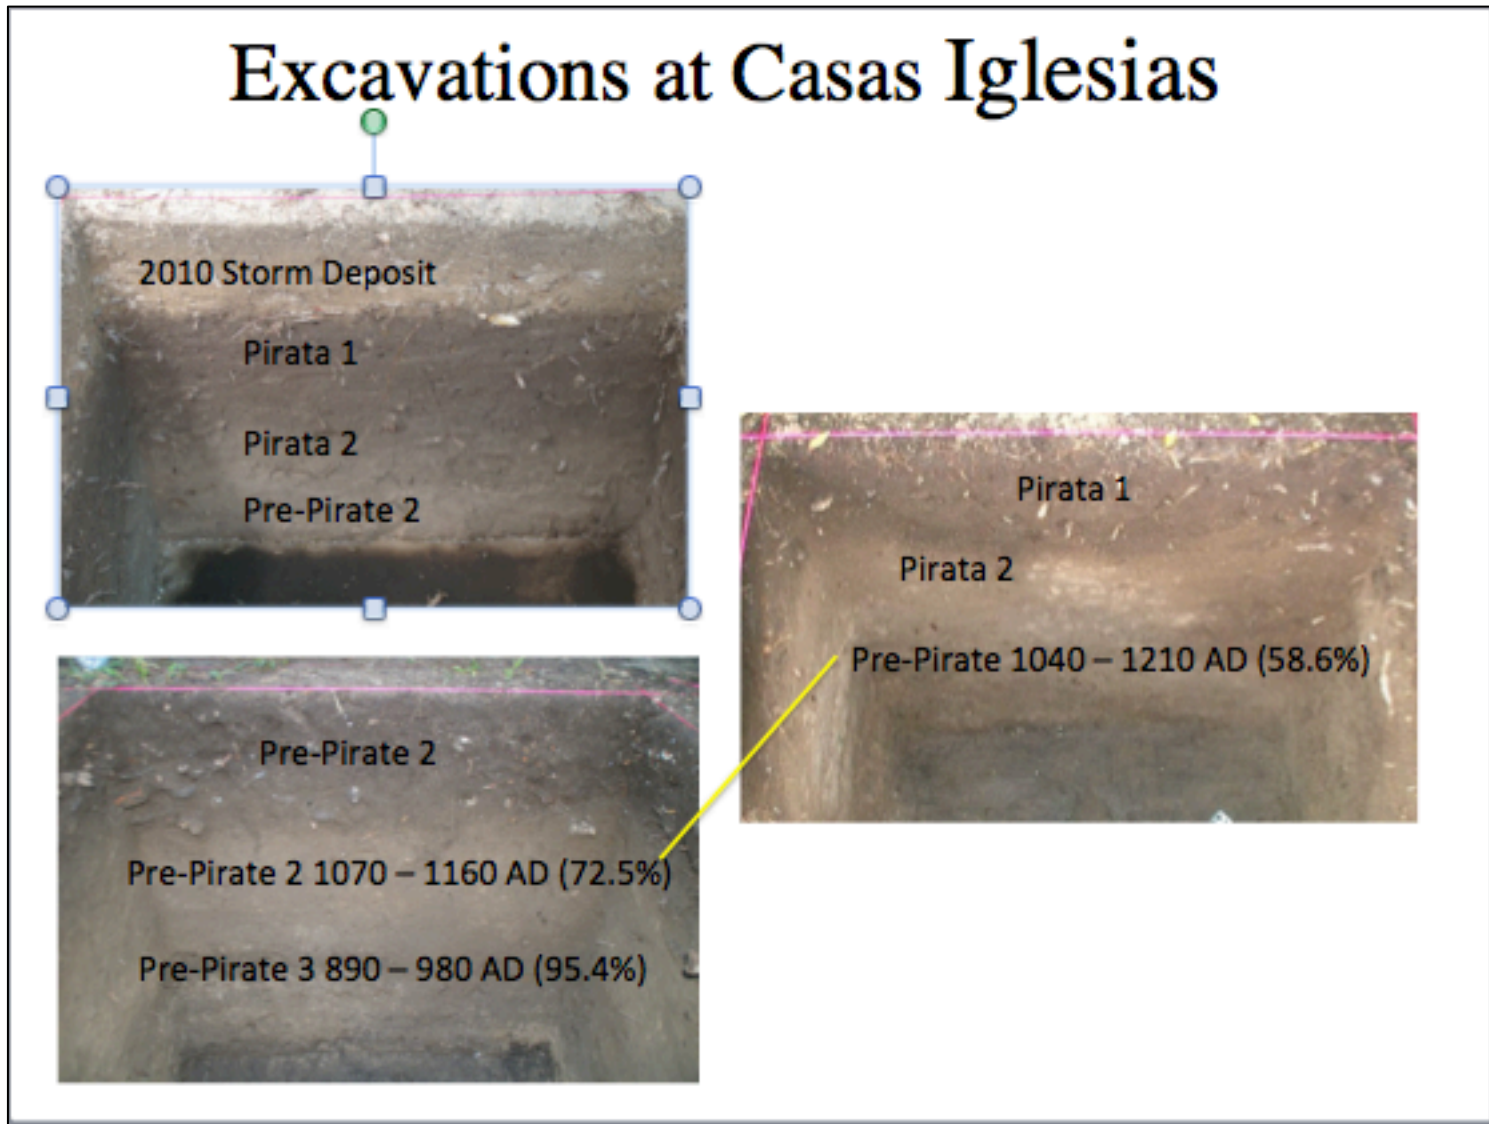 Excavations at Casas Iglesias
2010 Storm Deposit
Pirata 1
Pirata 2
Pre-Pirate 2
Pirata 1
Pirata 2
Pre-Pirate 1040 – 1210 AD (58.6%)
Pre-Pirate 2
Pre-Pirate 2 1070 – 1160 AD (72.5%)
Pre-Pirate 3 890 – 980 AD (95.4%)